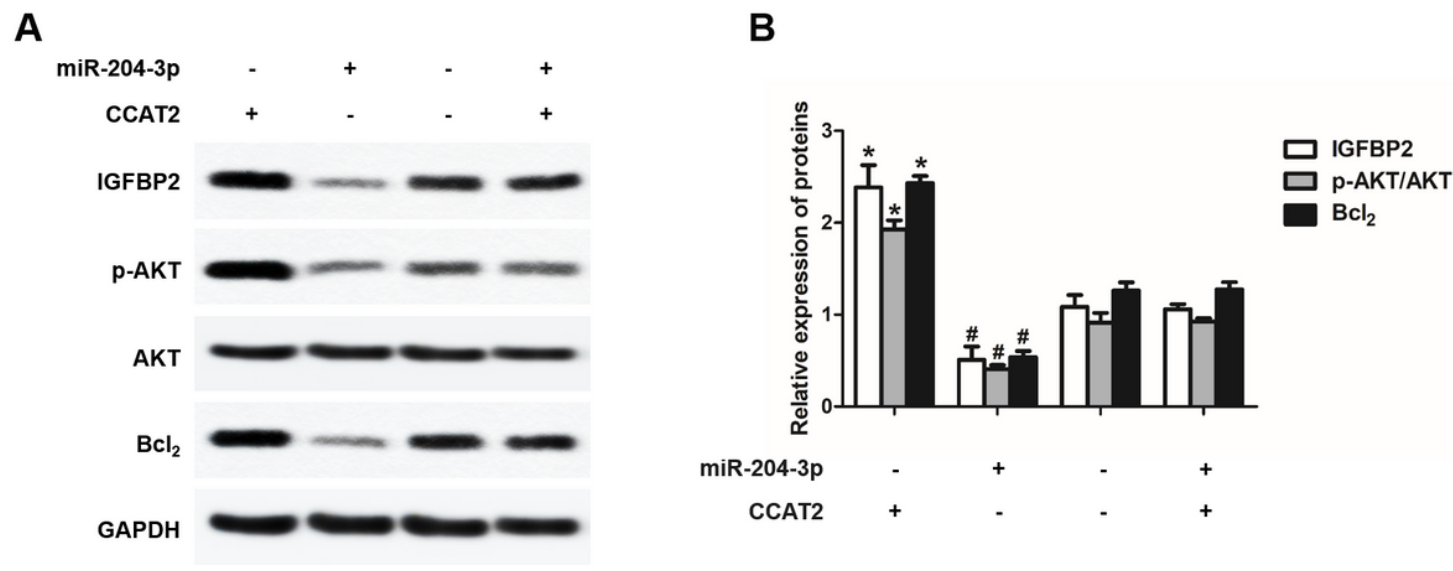 A
miR-204-3p - + - +
CCAT2 + - - +
IGFBP2
p-AKT
AKT
Bcl₂
GAPDH
B
Relative expression of proteins
3
2
1
0
* * *
# # #
IGFBP2
p-AKT/AKT
Bcl₂
miR-204-3p - + - +
CCAT2 + - - +